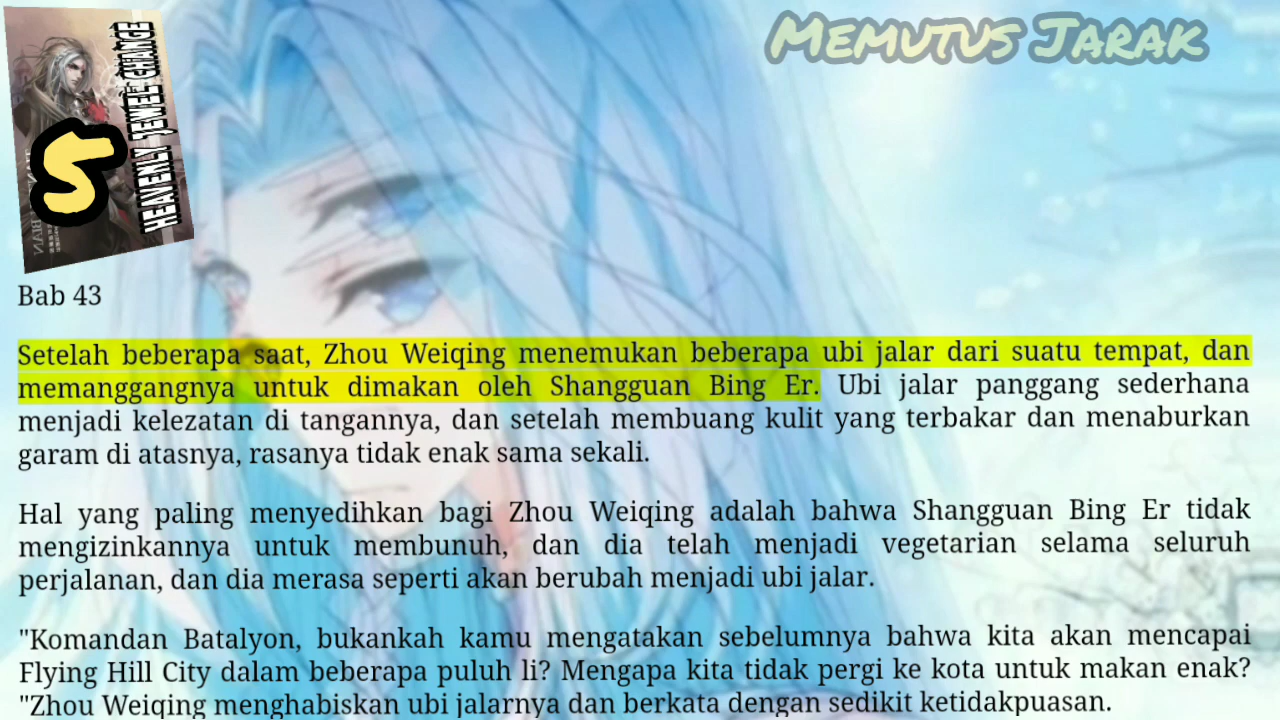 Memutus Jarak
HEAVENLY JEWEL CHANGE
5
Bab 43
Setelah beberapa saat, Zhou Weiqing menemukan beberapa ubi jalar dari suatu tempat, dan
memanggangnya untuk dimakan oleh Shangguan Bing Er. Ubi jalar panggang sederhana
menjadi kelezatan di tangannya, dan setelah membuang kulit yang terbakar dan menaburkan
garam di atasnya, rasanya tidak enak sama sekali.
Hal yang paling menyedihkan bagi Zhou Weiqing adalah bahwa Shangguan Bing Er tidak
mengizinkannya untuk membunuh, dan dia telah menjadi vegetarian selama seluruh
perjalanan, dan dia merasa seperti akan berubah menjadi ubi jalar.
"Komandan Batalyon, bukankah kamu mengatakan sebelumnya bahwa kita akan mencapai
Flying Hill City dalam beberapa puluh li? Mengapa kita tidak pergi ke kota untuk makan enak?
"Zhou Weiqing menghabiskan ubi jalarnya dan berkata dengan sedikit ketidakpuasan.